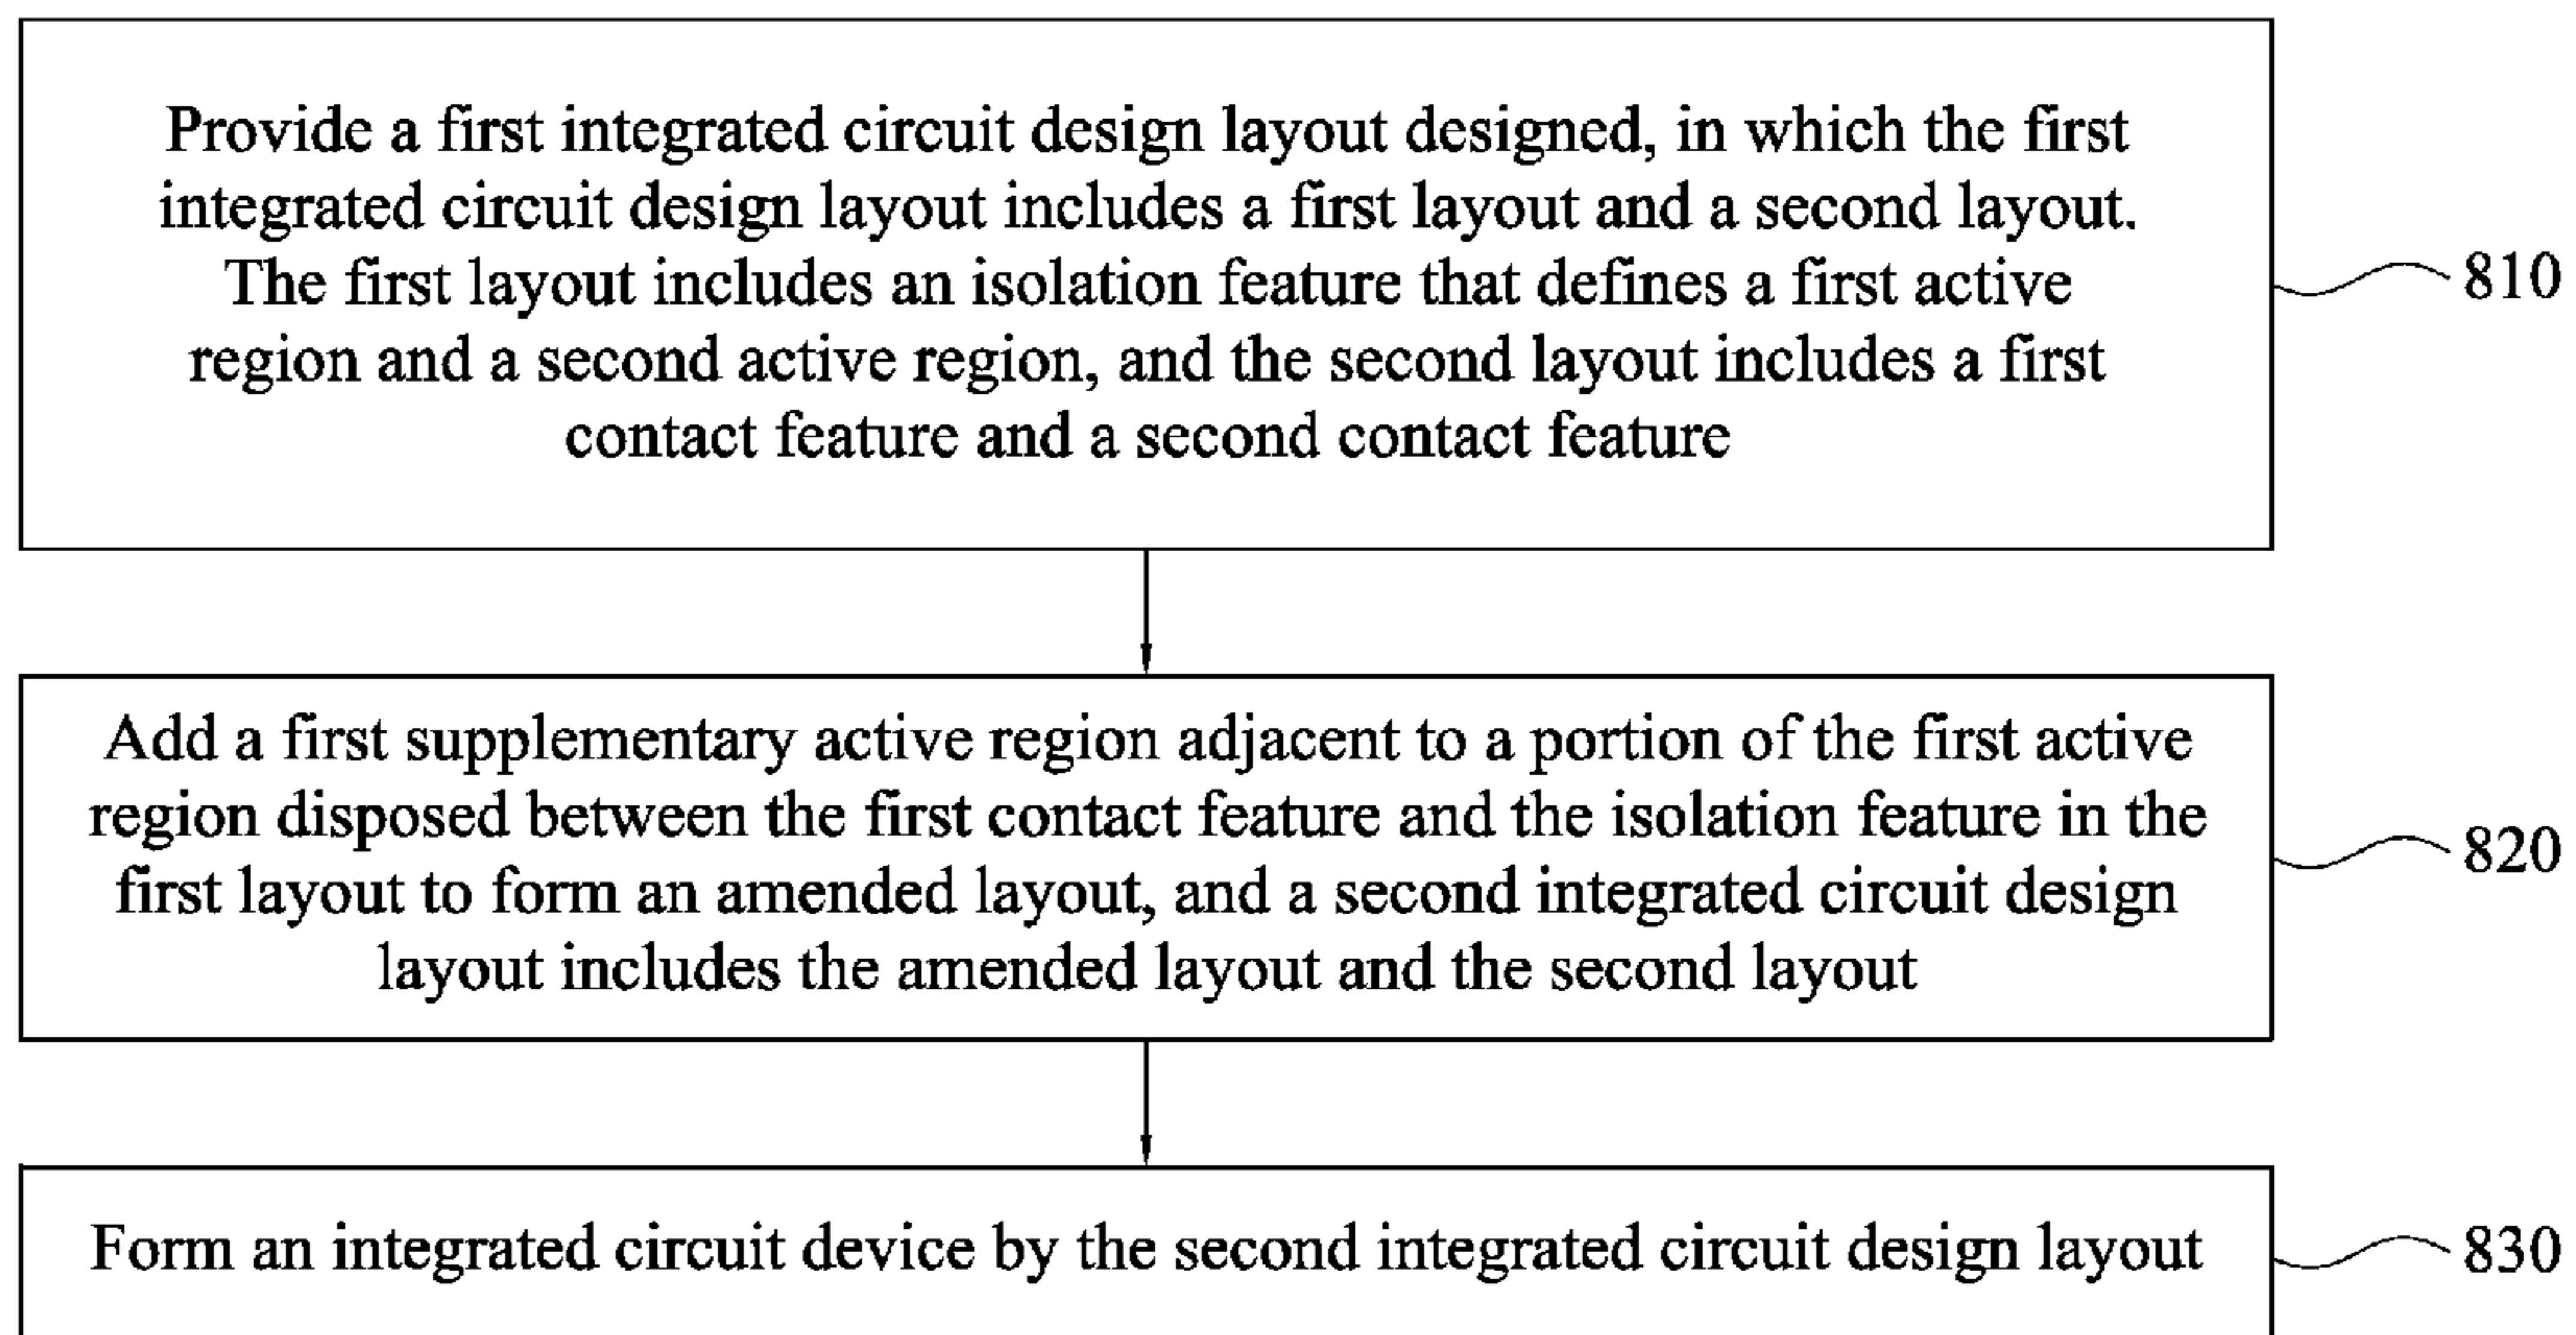 Provide a first integrated circuit design layout designed, in which the first
integrated circuit design layout includes a first layout and a second layout.
The first layout includes an isolation feature that defines a first active
region and a second active region, and the second layout includes a first
contact feature and a second contact feature
810
Add a first supplementary active region adjacent to a portion of the first active
region disposed between the first contact feature and the isolation feature in the
first layout to form an amended layout, and a second integrated circuit design
layout includes the amended layout and the second layout
820
Form an integrated circuit device by the second integrated circuit design layout
830